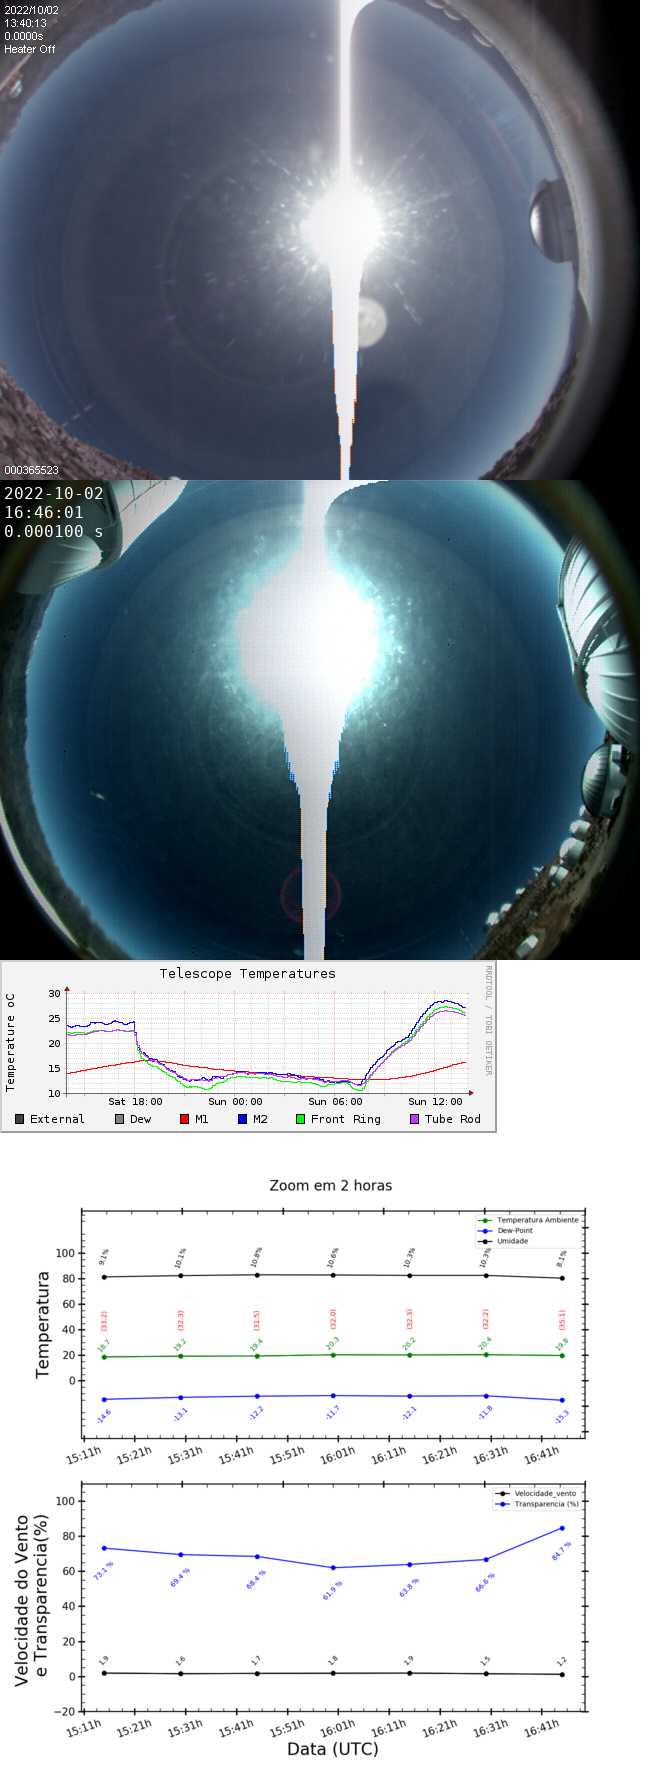 2022/10/02
13:40:13
0.0000s
Heater Off
000365523
2022-10-02
16:46:01
0.000100 s
Telescope Temperatures
RRDTOOL / TOBI OETIKER
Temperature oC
30
25
20
15
10
Sat 18:00 Sun 00:00 Sun 06:00 Sun 12:00
External Dew M1 M2 Front Ring Tube Rod
Zoom em 2 horas
Temperatura Ambiente
Dew-Point
Umidade
9.1% 10.1% 10.8% 10.6% 10.3% 10.3% 8.1%
(33.2) (32.3) (31.5) (32.0) (32.3) (32.2) (35.1)
18.7 19.2 19.4 20.3 20.2 20.4 19.8
-14.6 -13.1 -12.2 -11.7 -12.1 -11.8 -15.3
Temperatura
100
80
60
40
20
0
15:11h 15:21h 15:31h 15:41h 15:51h 16:01h 16:11h 16:21h 16:31h 16:41h
Velocidade_vento
Transparencia (%)
73.1 % 69.4 % 68.4 % 61.9 % 63.8 % 66.6 % 84.7 %
1.9 1.6 1.7 1.8 1.9 1.5 1.2
Velocidade do Vento
e Transparencia(%)
100
80
60
40
20
0
−20
15:11h 15:21h 15:31h 15:41h 15:51h 16:01h 16:11h 16:21h 16:31h 16:41h
Data (UTC)